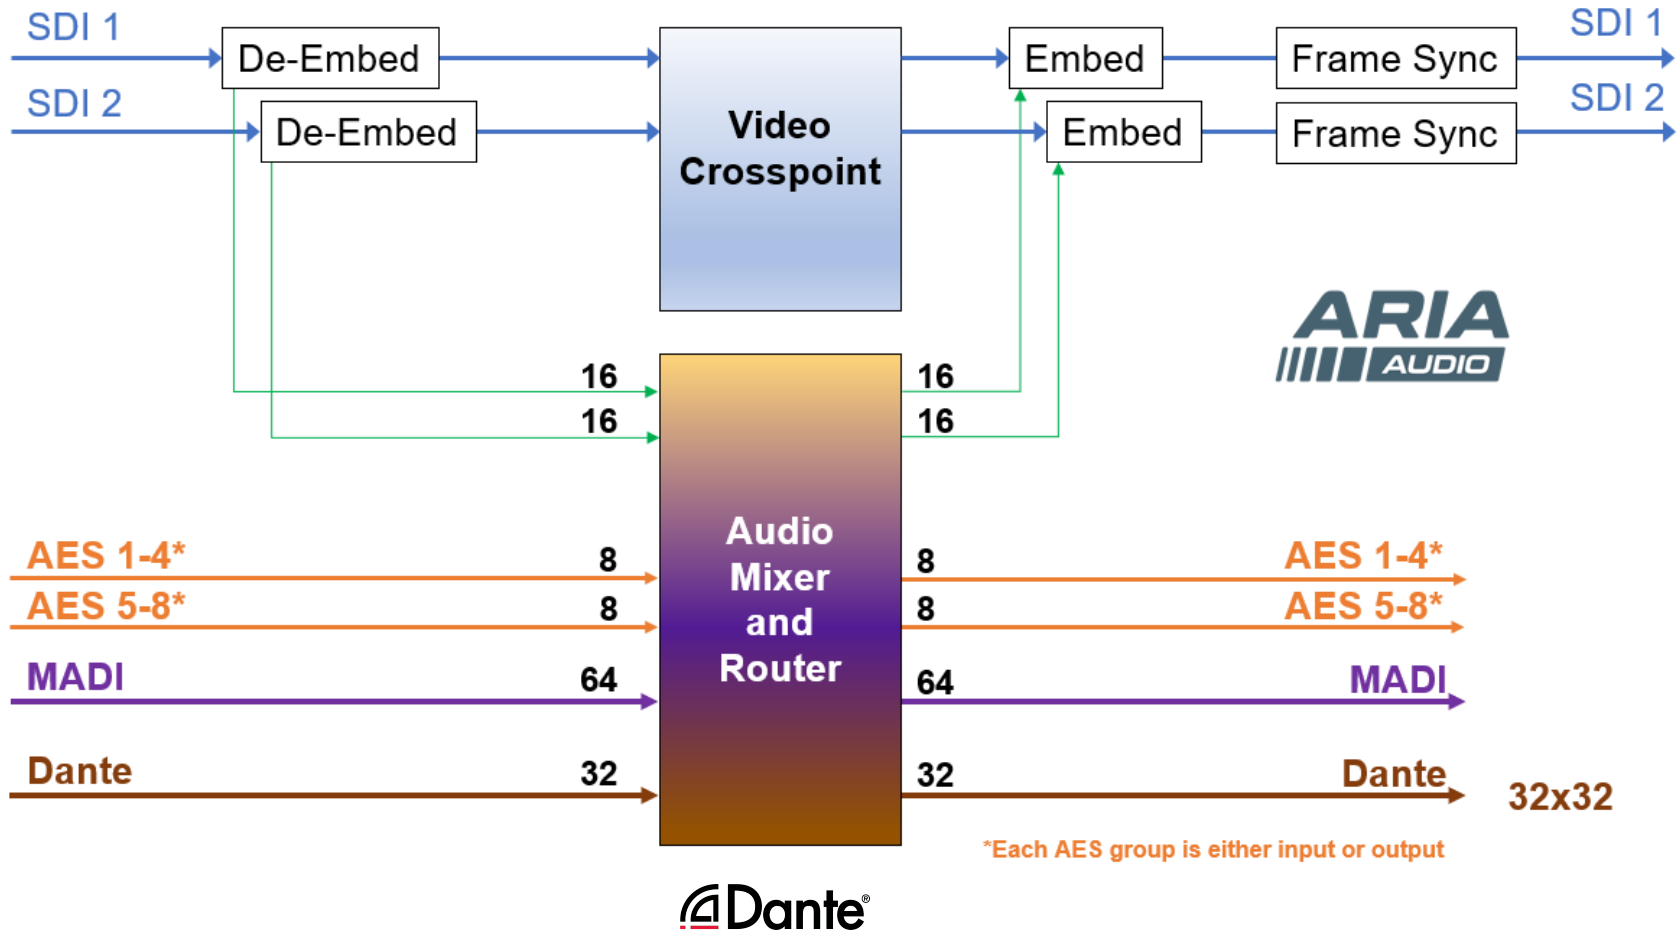 SDI 1
SDI 1
De-Embed
Embed
Frame Sync
SDI 2
SDI 2
De-Embed
Embed
Frame Sync
Video
Crosspoint
ARIA
AUDIO
16
16
16
16
Audio
Mixer
and
Router
AES 1-4*
8
8
AES 1-4*
AES 5-8*
8
8
AES 5-8*
MADI
64
64
MADI
Dante
32
32
Dante
32x32
*Each AES group is either input or output
Dante®